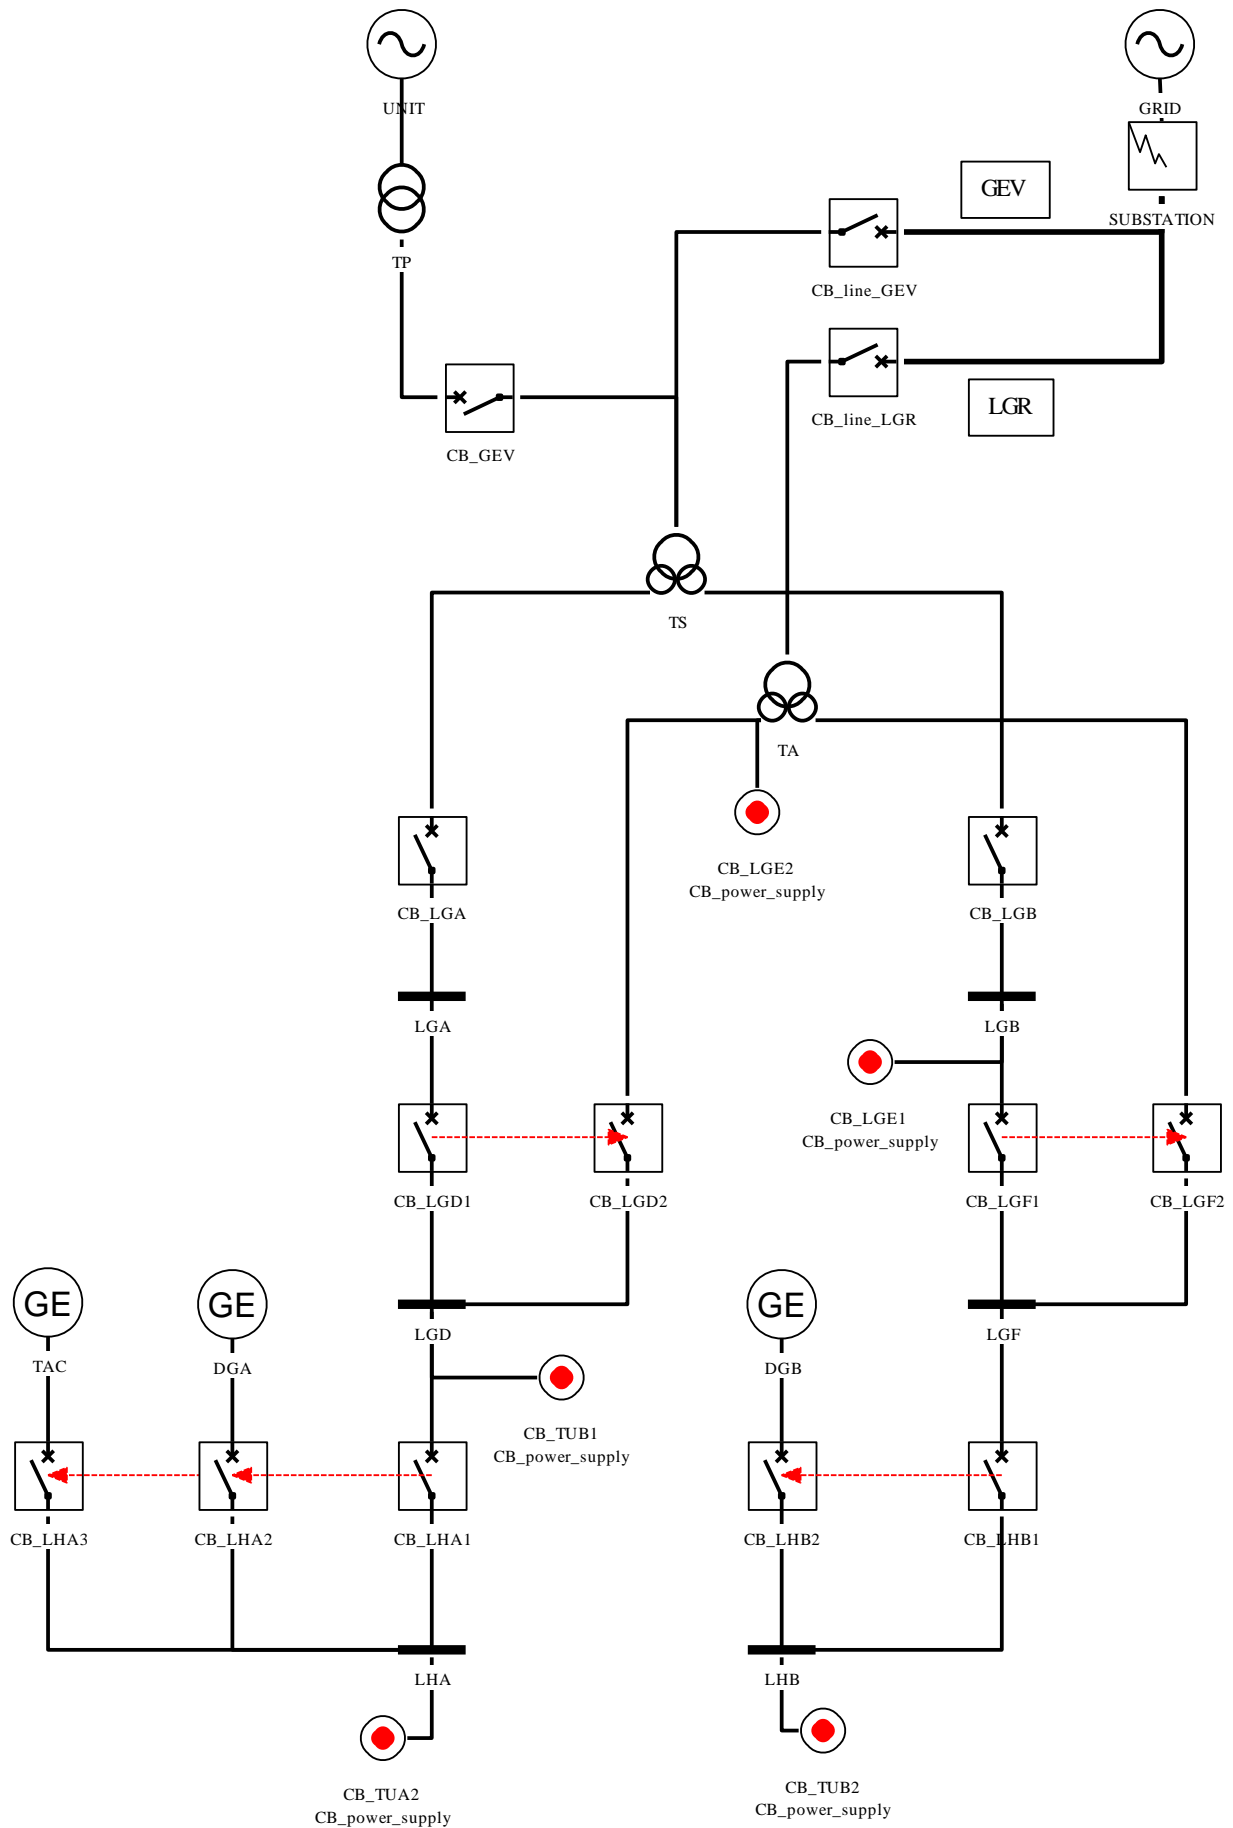 UNIT
GRID
GEV
SUBSTATION
TP
CB_line_GEV
LGR
CB_line_LGR
CB_GEV
TS
TA
CB_LGE2
CB_power_supply
CB_LGA
CB_LGB
LGA
LGB
CB_LGE1
CB_power_supply
CB_LGD1
CB_LGD2
CB_LGF1
CB_LGF2
GE
GE
GE
LGD
LGF
TAC
DGA
DGB
CB_TUB1
CB_power_supply
CB_LHA3
CB_LHA2
CB_LHA1
CB_LHB2
CB_LHB1
LHA
LHB
CB_TUA2
CB_power_supply
CB_TUB2
CB_power_supply